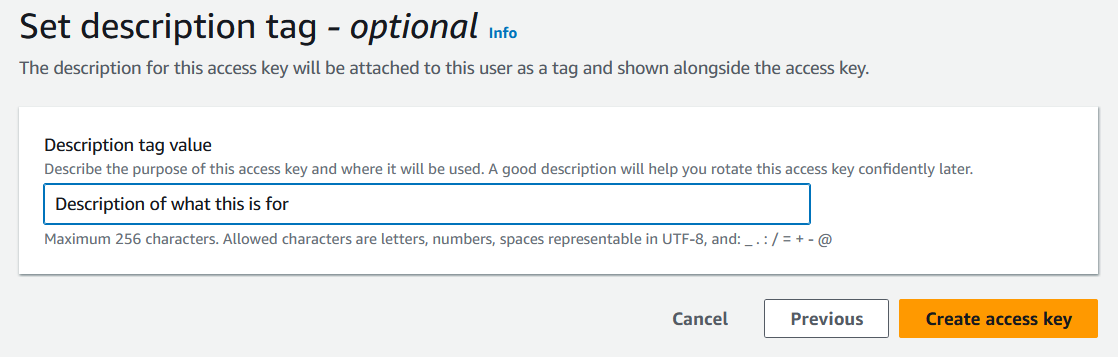 Set description tag - optional Info
The description for this access key will be attached to this user as a tag and shown alongside the access key.
Description tag value
Describe the purpose of this access key and where it will be used. A good description will help you rotate this access key confidently later.
Description of what this is for
Maximum 256 characters. Allowed characters are letters, numbers, spaces representable in UTF-8, and: _ . : / = + - @
Cancel Previous Create access key